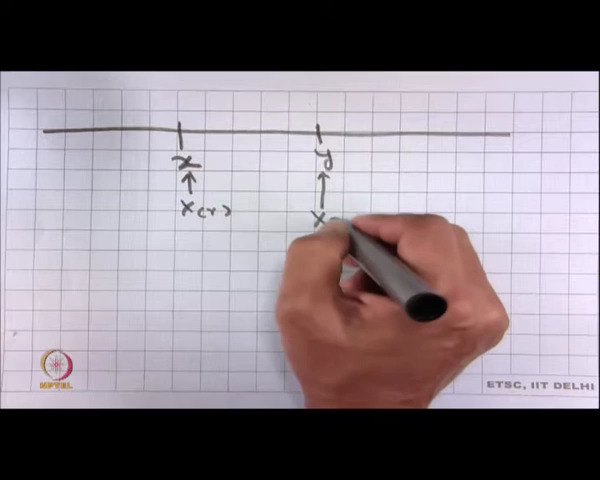 x y
X(r) X
NPTEL
ETSC, IIT DELHI